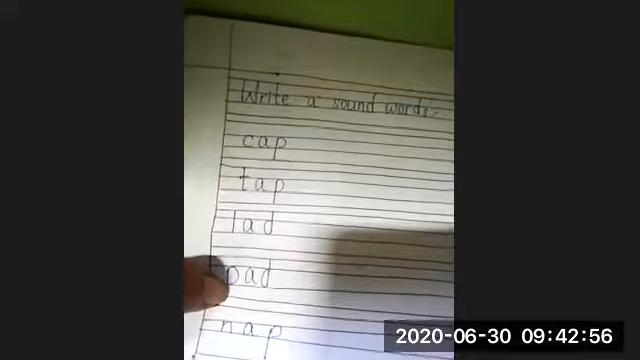 Write a sound words:-
cap
tap
lad
pad
nap
2020-06-30 09:42:56